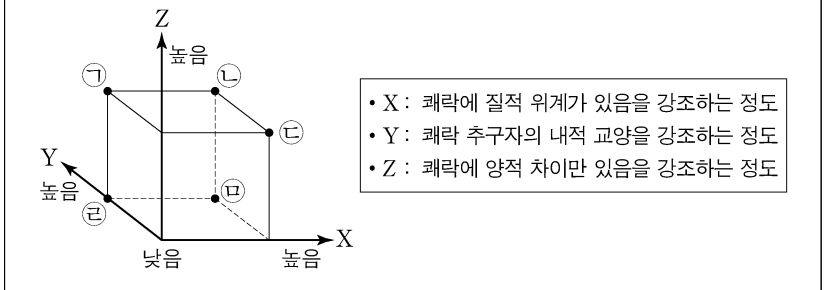 Z
높음
㉠ ㉡
㉢
Y
높음
㉣ ㉤
X
낮음 높음
• X : 쾌락에 질적 위계가 있음을 강조하는 정도
• Y : 쾌락 추구자의 내적 교양을 강조하는 정도
• Z : 쾌락에 양적 차이만 있음을 강조하는 정도